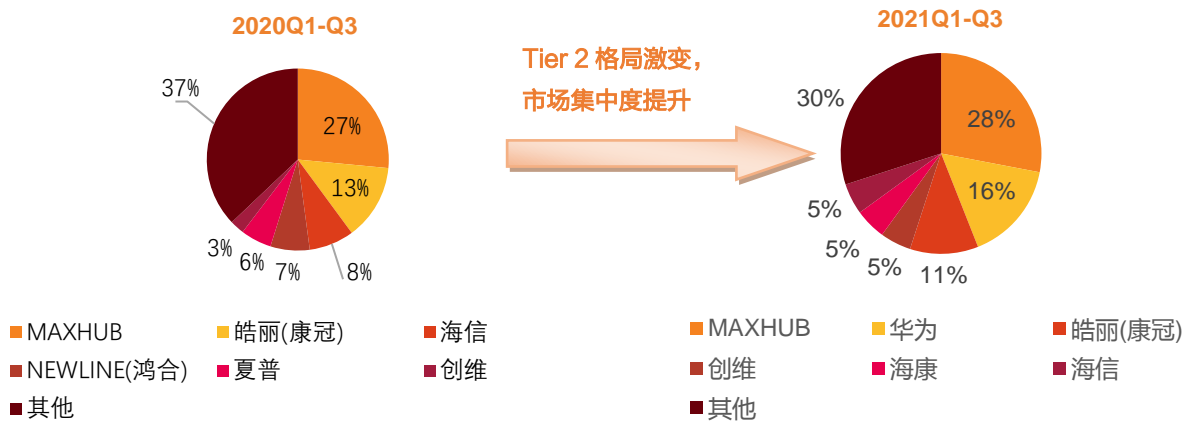 2020Q1-Q3
37%
27%
13%
8%
7%
6%
3%
MAXHUB
皓丽(康冠)
海信
NEWLINE(鸿合)
夏普
创维
其他
Tier 2 格局激变,
市场集中度提升
2021Q1-Q3
30%
28%
16%
11%
5%
5%
5%
MAXHUB
华为
皓丽(康冠)
创维
海康
海信
其他